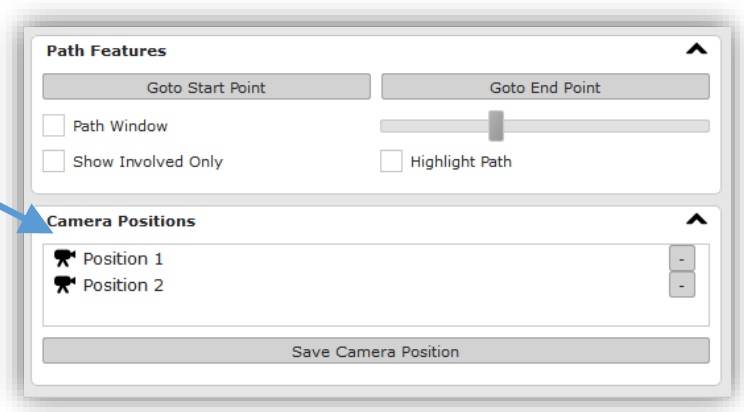 Path Features
Goto Start Point Goto End Point
Path Window
Show Involved Only Highlight Path
Camera Positions
Position 1 -
Position 2 -
Save Camera Position